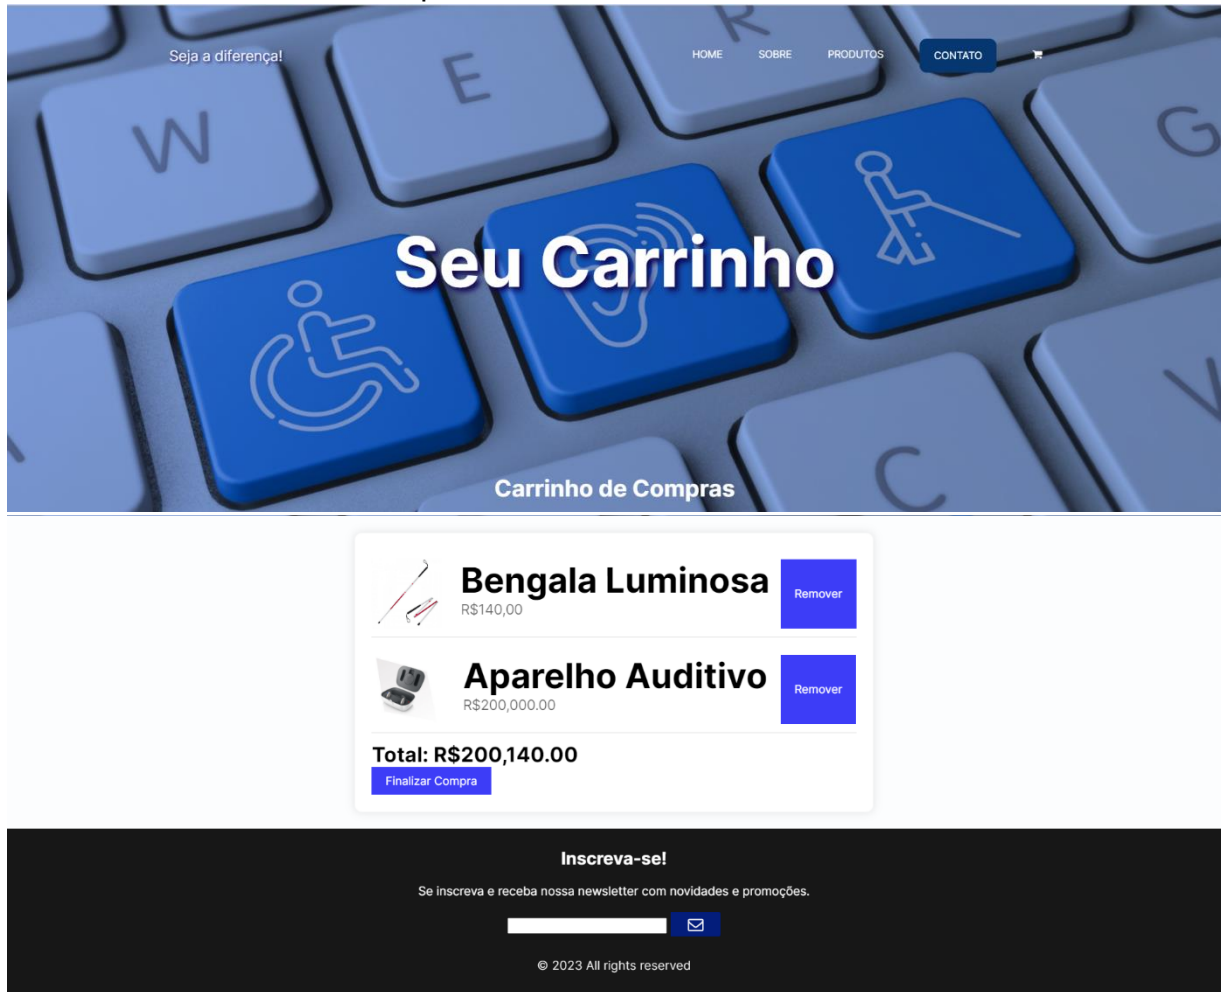 Seja a diferença!
HOME SOBRE PRODUTOS CONTATO
W E R G
Seu Carrinho
C V
Carrinho de Compras
Bengala Luminosa
R$140,00
Remover
Aparelho Auditivo
R$200,000.00
Remover
Total: R$200,140.00
Finalizar Compra
Inscreva-se!
Se inscreva e receba nossa newsletter com novidades e promoções.
© 2023 All rights reserved